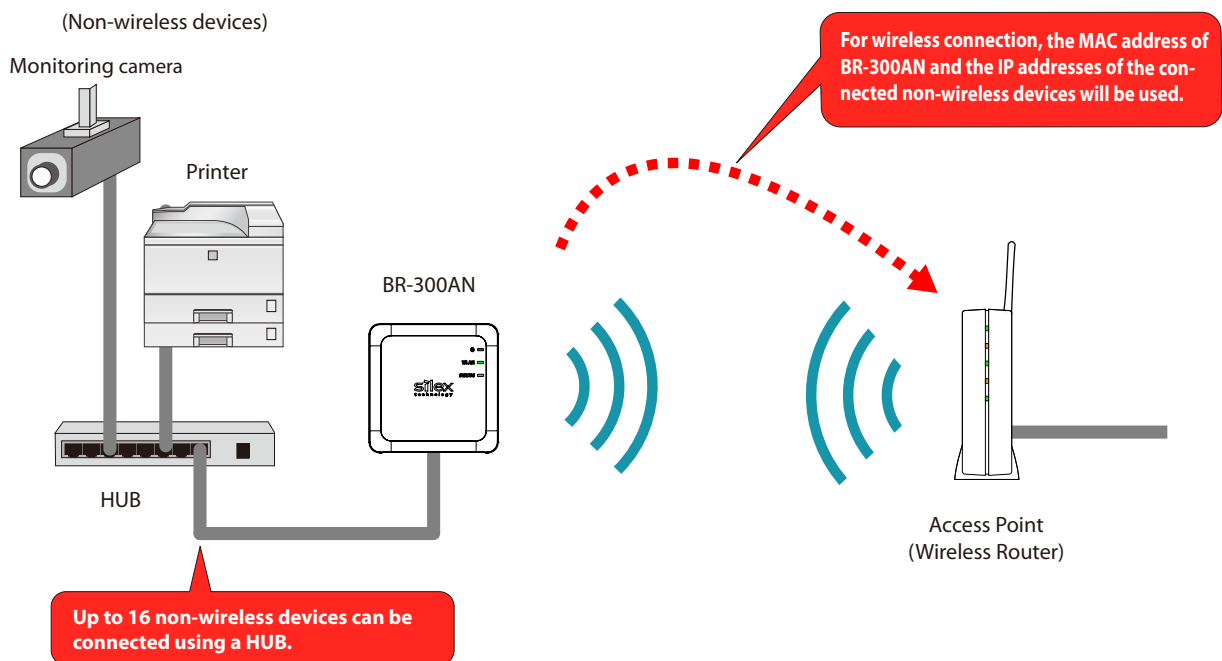 (Non-wireless devices)
Monitoring camera
Printer
BR-300AN
WLAN
silex
technology
HUB
For wireless connection, the MAC address of
BR-300AN and the IP addresses of the con-
nected non-wireless devices will be used.
Access Point
(Wireless Router)
Up to 16 non-wireless devices can be
connected using a HUB.